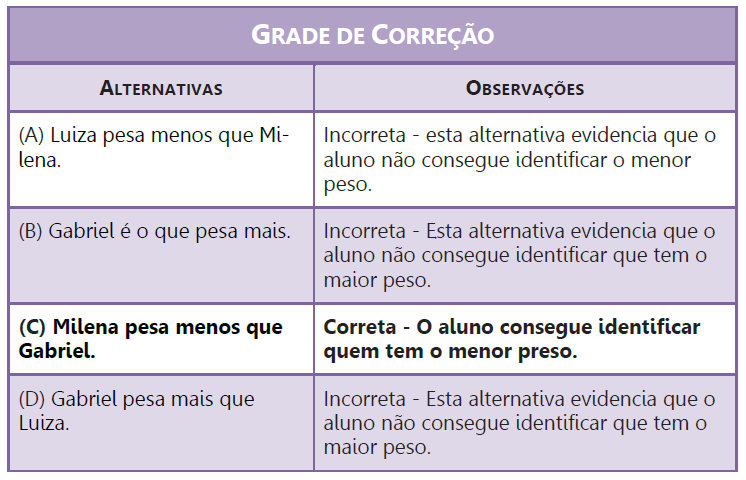 GRADE DE CORREÇÃO
ALTERNATIVAS
OBSERVAÇÕES
(A) Luiza pesa menos que Mi-
lena.
Incorreta - esta alternativa evidencia que o
aluno não consegue identificar o menor
peso.
(B) Gabriel é o que pesa mais.
Incorreta - Esta alternativa evidencia que o
aluno não consegue identificar que tem o
maior peso.
(C) Milena pesa menos que
Gabriel.
Correta - O aluno consegue identificar
quem tem o menor preso.
(D) Gabriel pesa mais que
Luiza.
Incorreta - Esta alternativa evidencia que o
aluno não consegue identificar que tem o
maior peso.